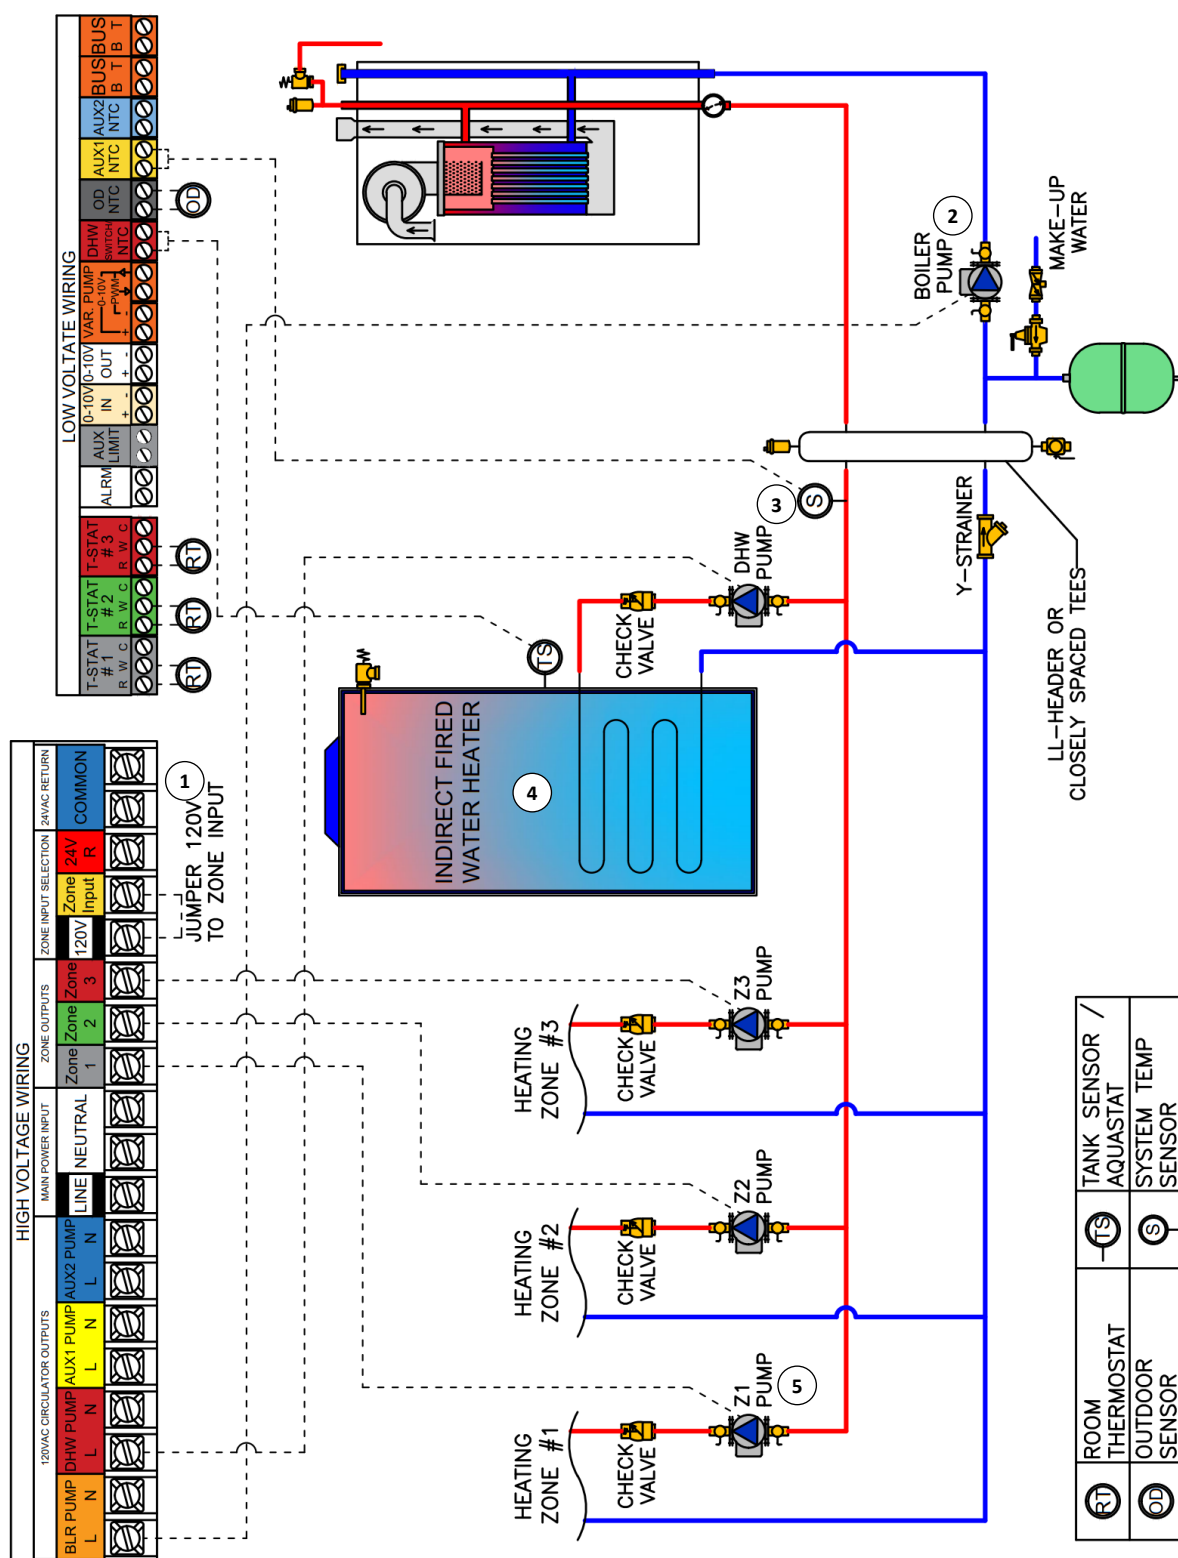 LOW VOLTATE WIRING
T-STAT
#1
R W C
T-STAT
#2
R W C
T-STAT
#3
R W C
ALRM
AUX
LIMIT
0-10V
IN
+ -
0-10V
OUT
+ -
VAR. PUMP
0-10V
PWM
+ -
DHW
SWITCH/
NTC
OD
NTC
AUX1
NTC
AUX2
NTC
BUS
B T
BUS
B T
RT
RT
RT
OD
HIGH VOLTAGE WIRING
120VAC CIRCULATOR OUTPUTS
MAIN POWER INPUT
ZONE OUTPUTS
ZONE INPUT SELECTION
24VAC RETURN
BLR PUMP
L N
DHW PUMP
L N
AUX1 PUMP
L N
AUX2 PUMP
L N
LINE
NEUTRAL
Zone
1
Zone
2
Zone
3
120V
Zone
Input
24V
R
COMMON
1
JUMPER 120V
TO ZONE INPUT
2
BOILER
PUMP
MAKE-UP
WATER
3
S
DHW
PUMP
CHECK
VALVE
TS
Y-STRAINER
LL-HEADER OR
CLOSELY SPACED TEES
INDIRECT FIRED
WATER HEATER
4
HEATING
ZONE #1
CHECK
VALVE
Z1
PUMP
5
HEATING
ZONE #2
CHECK
VALVE
Z2
PUMP
HEATING
ZONE #3
CHECK
VALVE
Z3
PUMP
RT
ROOM
THERMOSTAT
TS
TANK SENSOR /
AQUASTAT
OD
OUTDOOR
SENSOR
S
SYSTEM TEMP
SENSOR